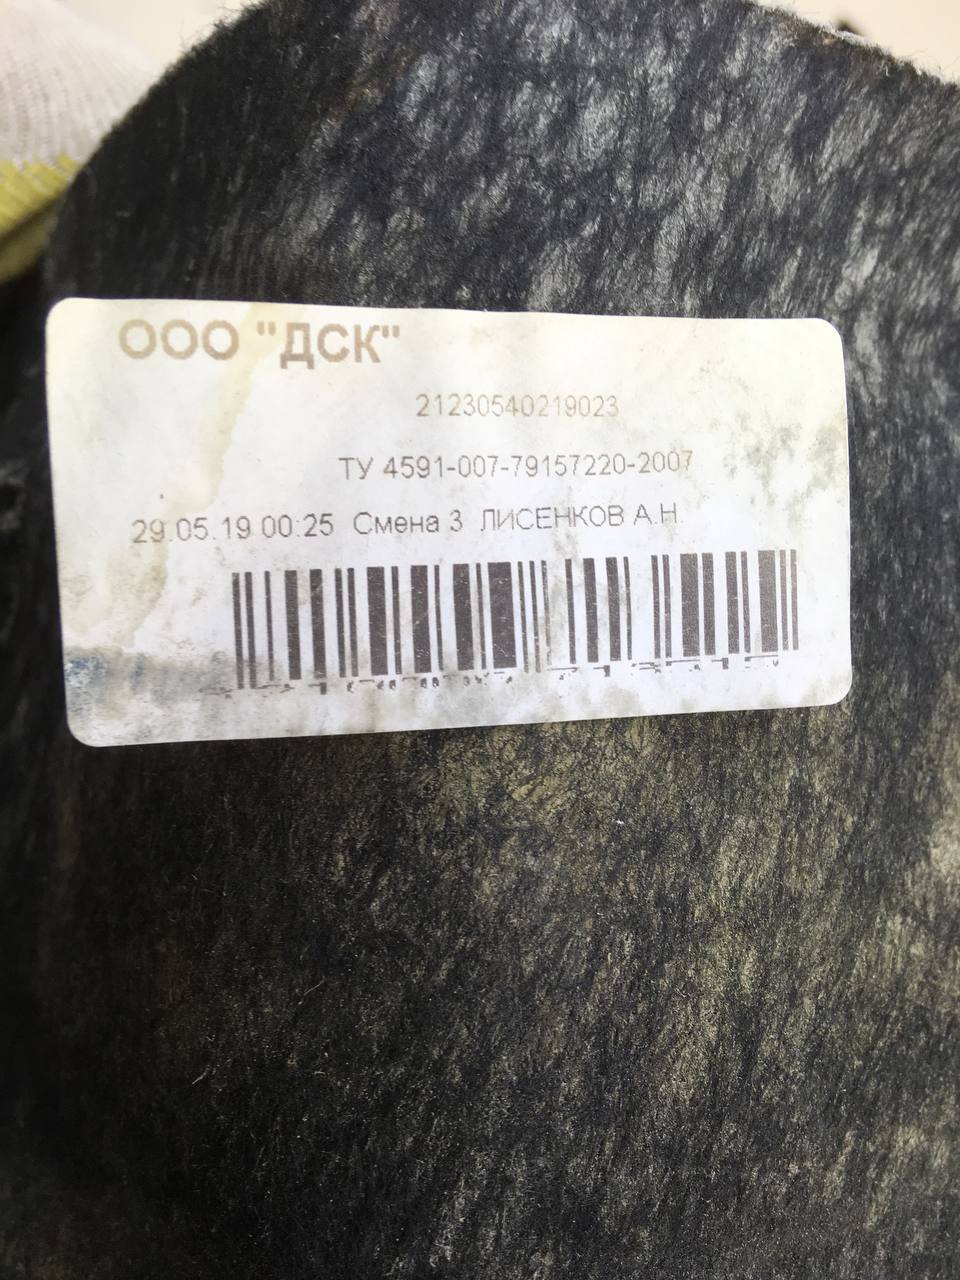 ООО "ДСК"
21230540219023
ТУ 4591-007-79157220-2007
29.05.19 00:25 Смена 3 ЛИСЕНКОВ А.Н.